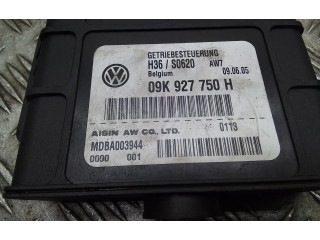 GETRIEBESTEUERUNG
H36 / S0620 AW7
Belgium 09.06.05
09K 927 750 H
AISIN AW CO., LTD. 0113
MDBA003944
0000 001